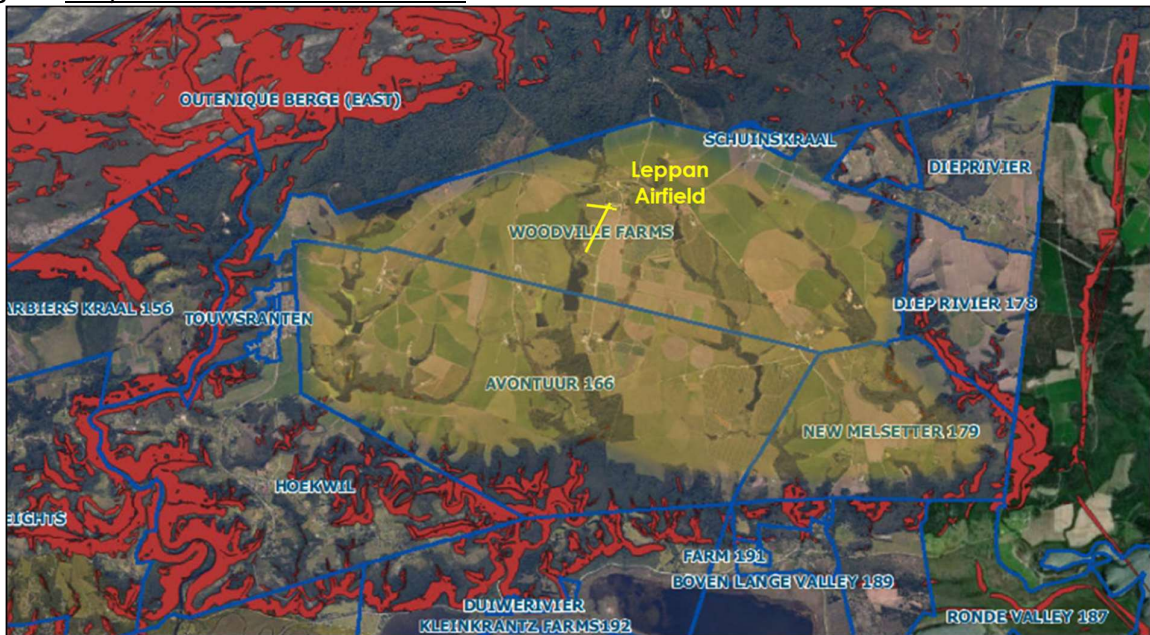 OUTENIQUE BERGE (EAST)
SCHUINSKRAAL
DIEPRIVIER
Leppan
Airfield
WOODVILLE FARMS
ARBIERS KRAAL 156
TOUWSRANTEN
DIEP RIVIER 178
AVONTUUR 166
NEW MELSETTER 179
HOEKWIL
EIGHTS
FARM 191
BOVEN LANGE VALLEY 189
DUIWERIVIER
KLEINKRANTZ FARMS192
RONDE VALLEY 187